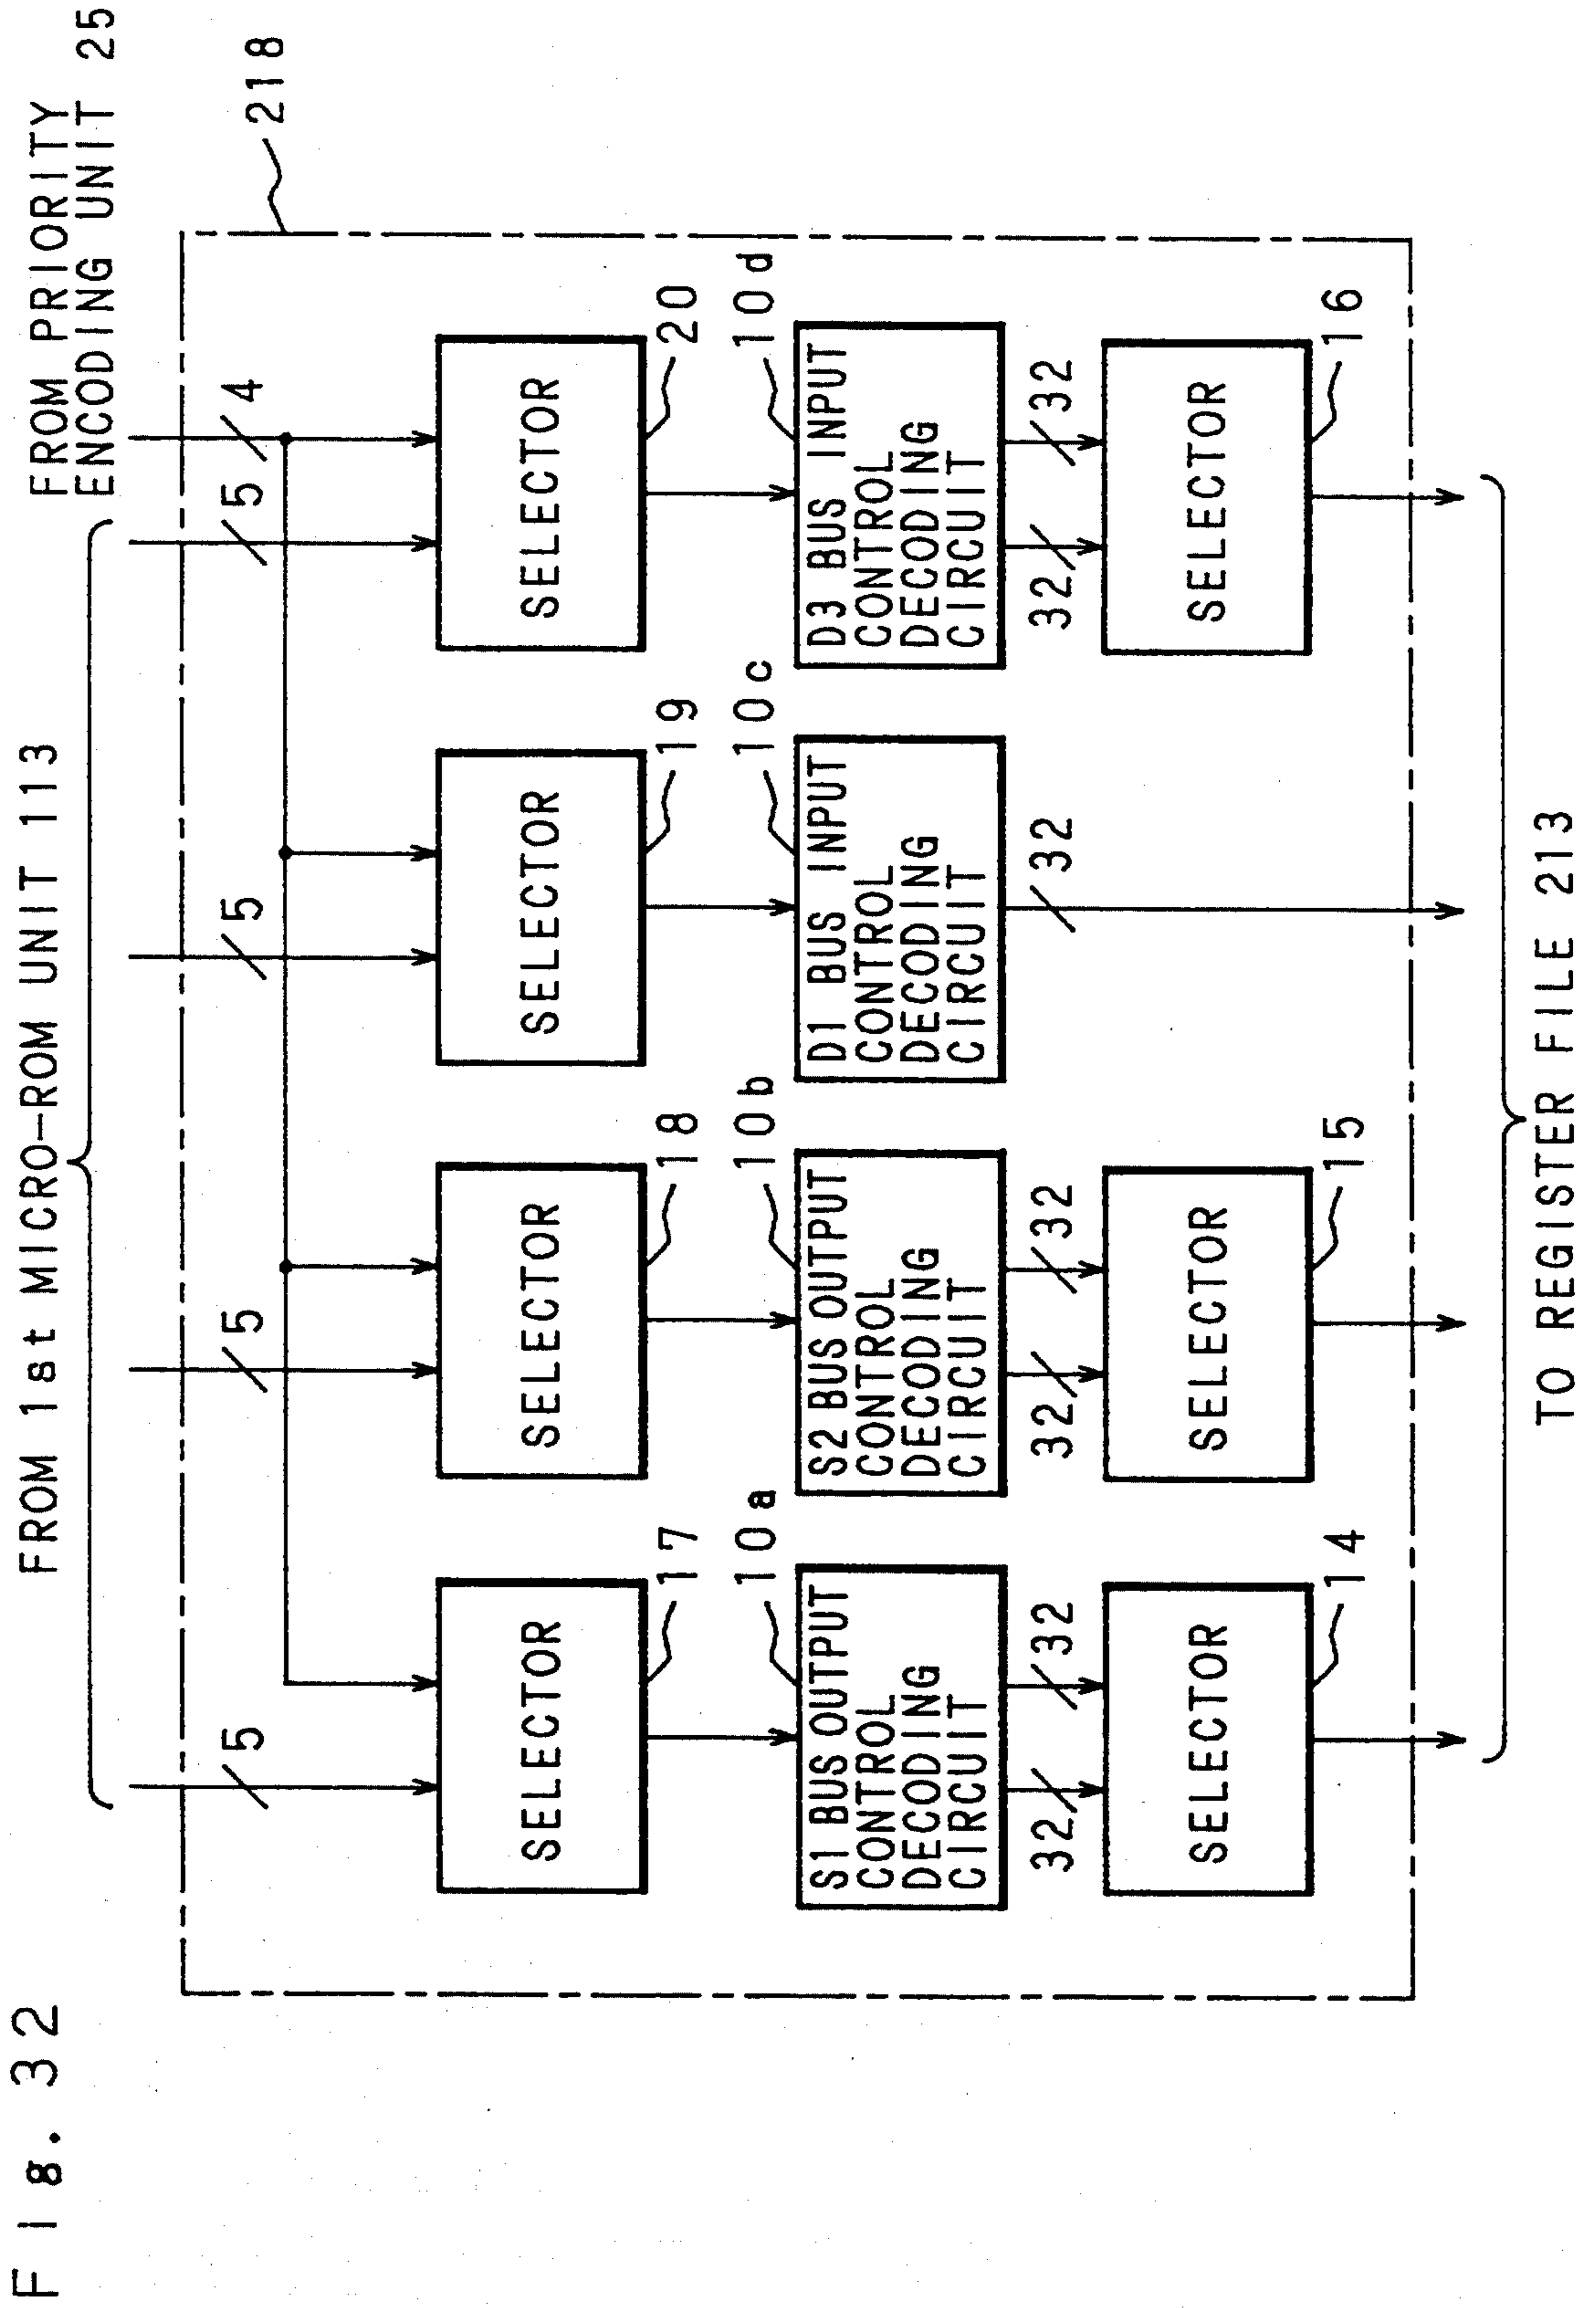 Fig. 32
FROM 1st MICRO-ROM UNIT 113
FROM PRIORITY
ENCODING UNIT 25
218
5
5
5
5
4
SELECTOR
17
SELECTOR
18
SELECTOR
19
SELECTOR
20
10a
S1 BUS OUTPUT
CONTROL
DECODING
CIRCUIT
10b
S2 BUS OUTPUT
CONTROL
DECODING
CIRCUIT
10c
D1 BUS INPUT
CONTROL
DECODING
CIRCUIT
10d
D3 BUS INPUT
CONTROL
DECODING
CIRCUIT
32
32
32
32
32
32
32
SELECTOR
14
SELECTOR
15
SELECTOR
16
TO REGISTER FILE 213